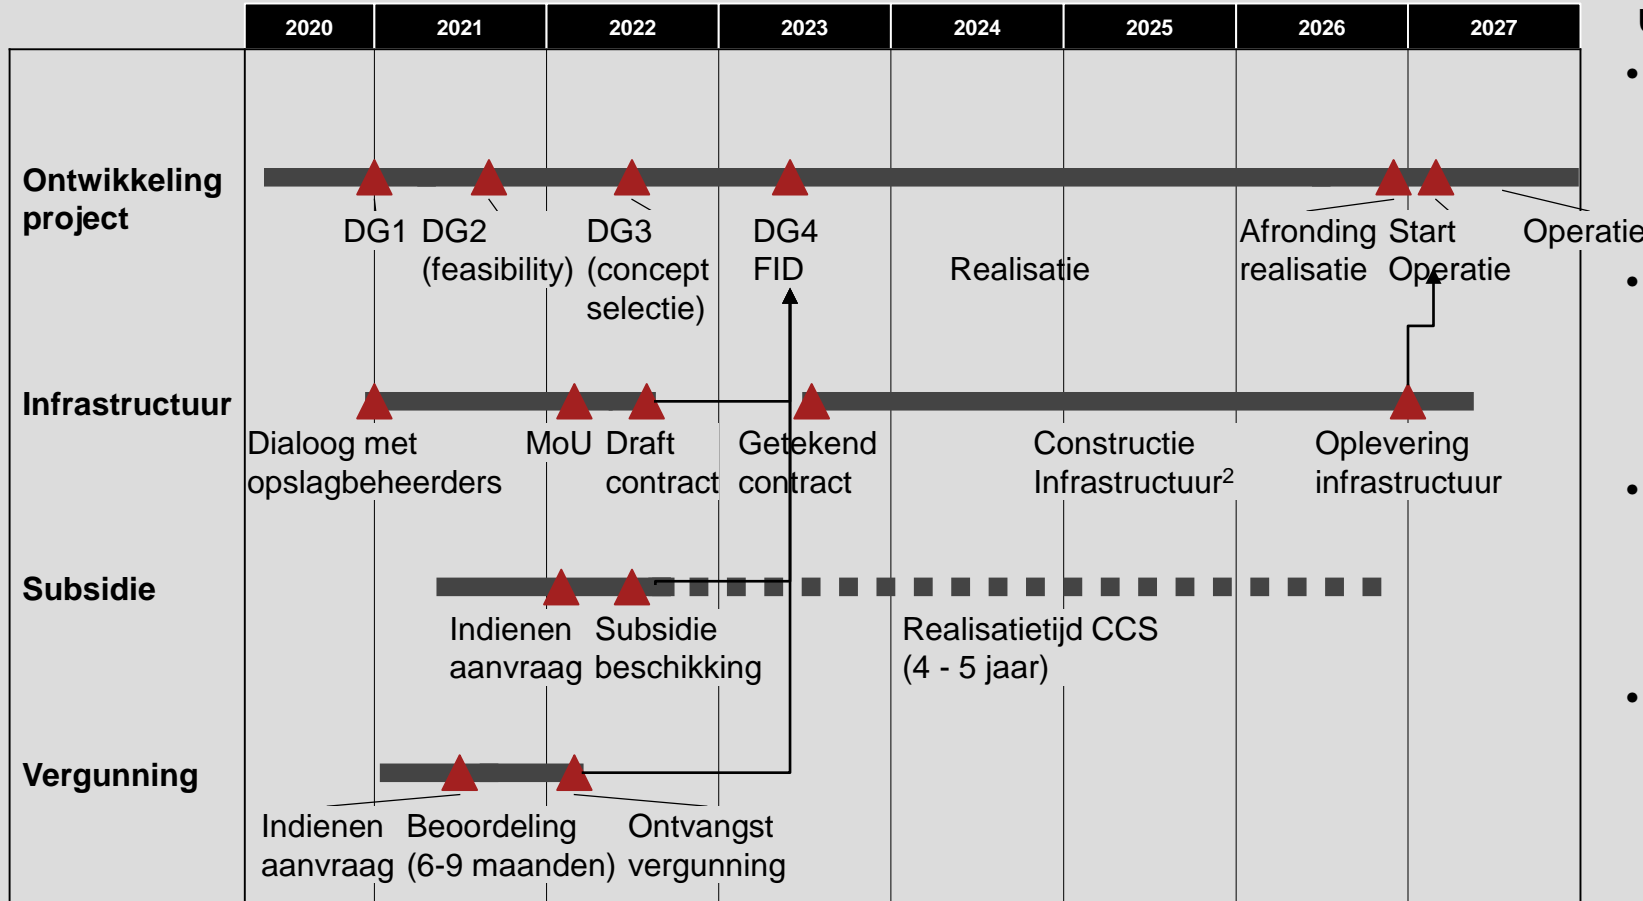 2020 2021 2022 2023 2024 2025 2026 2027
Ontwikkeling
project
DG1 DG2 DG3 DG4 Afronding Start Operatie
(feasibility) (concept FID Realisatie realisatie Operatie
selectie)
Infrastructuur
Dialoog met MoU Draft Getekend Constructie Oplevering
opslagbeheerders contract contract Infrastructuur² infrastructuur
Subsidie
Indienen Subsidie Realisatietijd CCS
aanvraag beschikking (4 - 5 jaar)
Vergunning
Indienen Beoordeling Ontvangst
aanvraag (6-9 maanden) vergunning